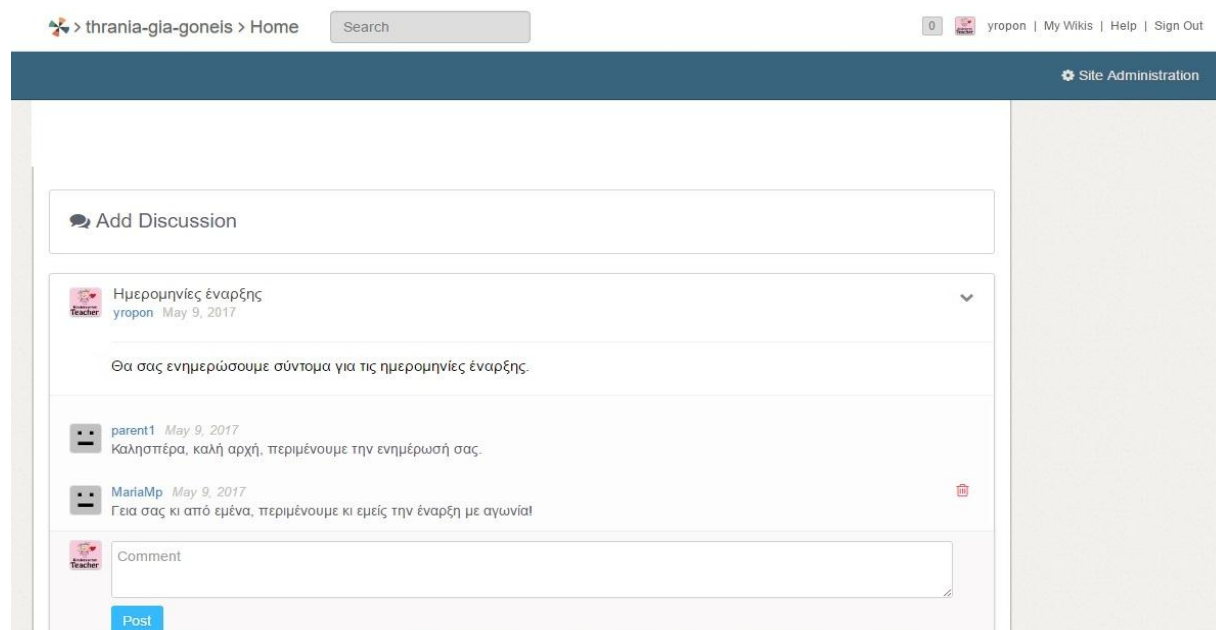 > thrania-gia-goneis > Home
Search
0 yropon | My Wikis | Help | Sign Out
Site Administration
Add Discussion
Ημερομηνίες έναρξης
yropon May 9, 2017
Θα σας ενημερώσουμε σύντομα για τις ημερομηνίες έναρξης.
parent1 May 9, 2017
Καλησπέρα, καλή αρχή, περιμένουμε την ενημέρωσή σας.
MariaMp May 9, 2017
Γεια σας κι από εμένα, περιμένουμε κι εμείς την έναρξη με αγωνία!
Teacher
Comment
Post